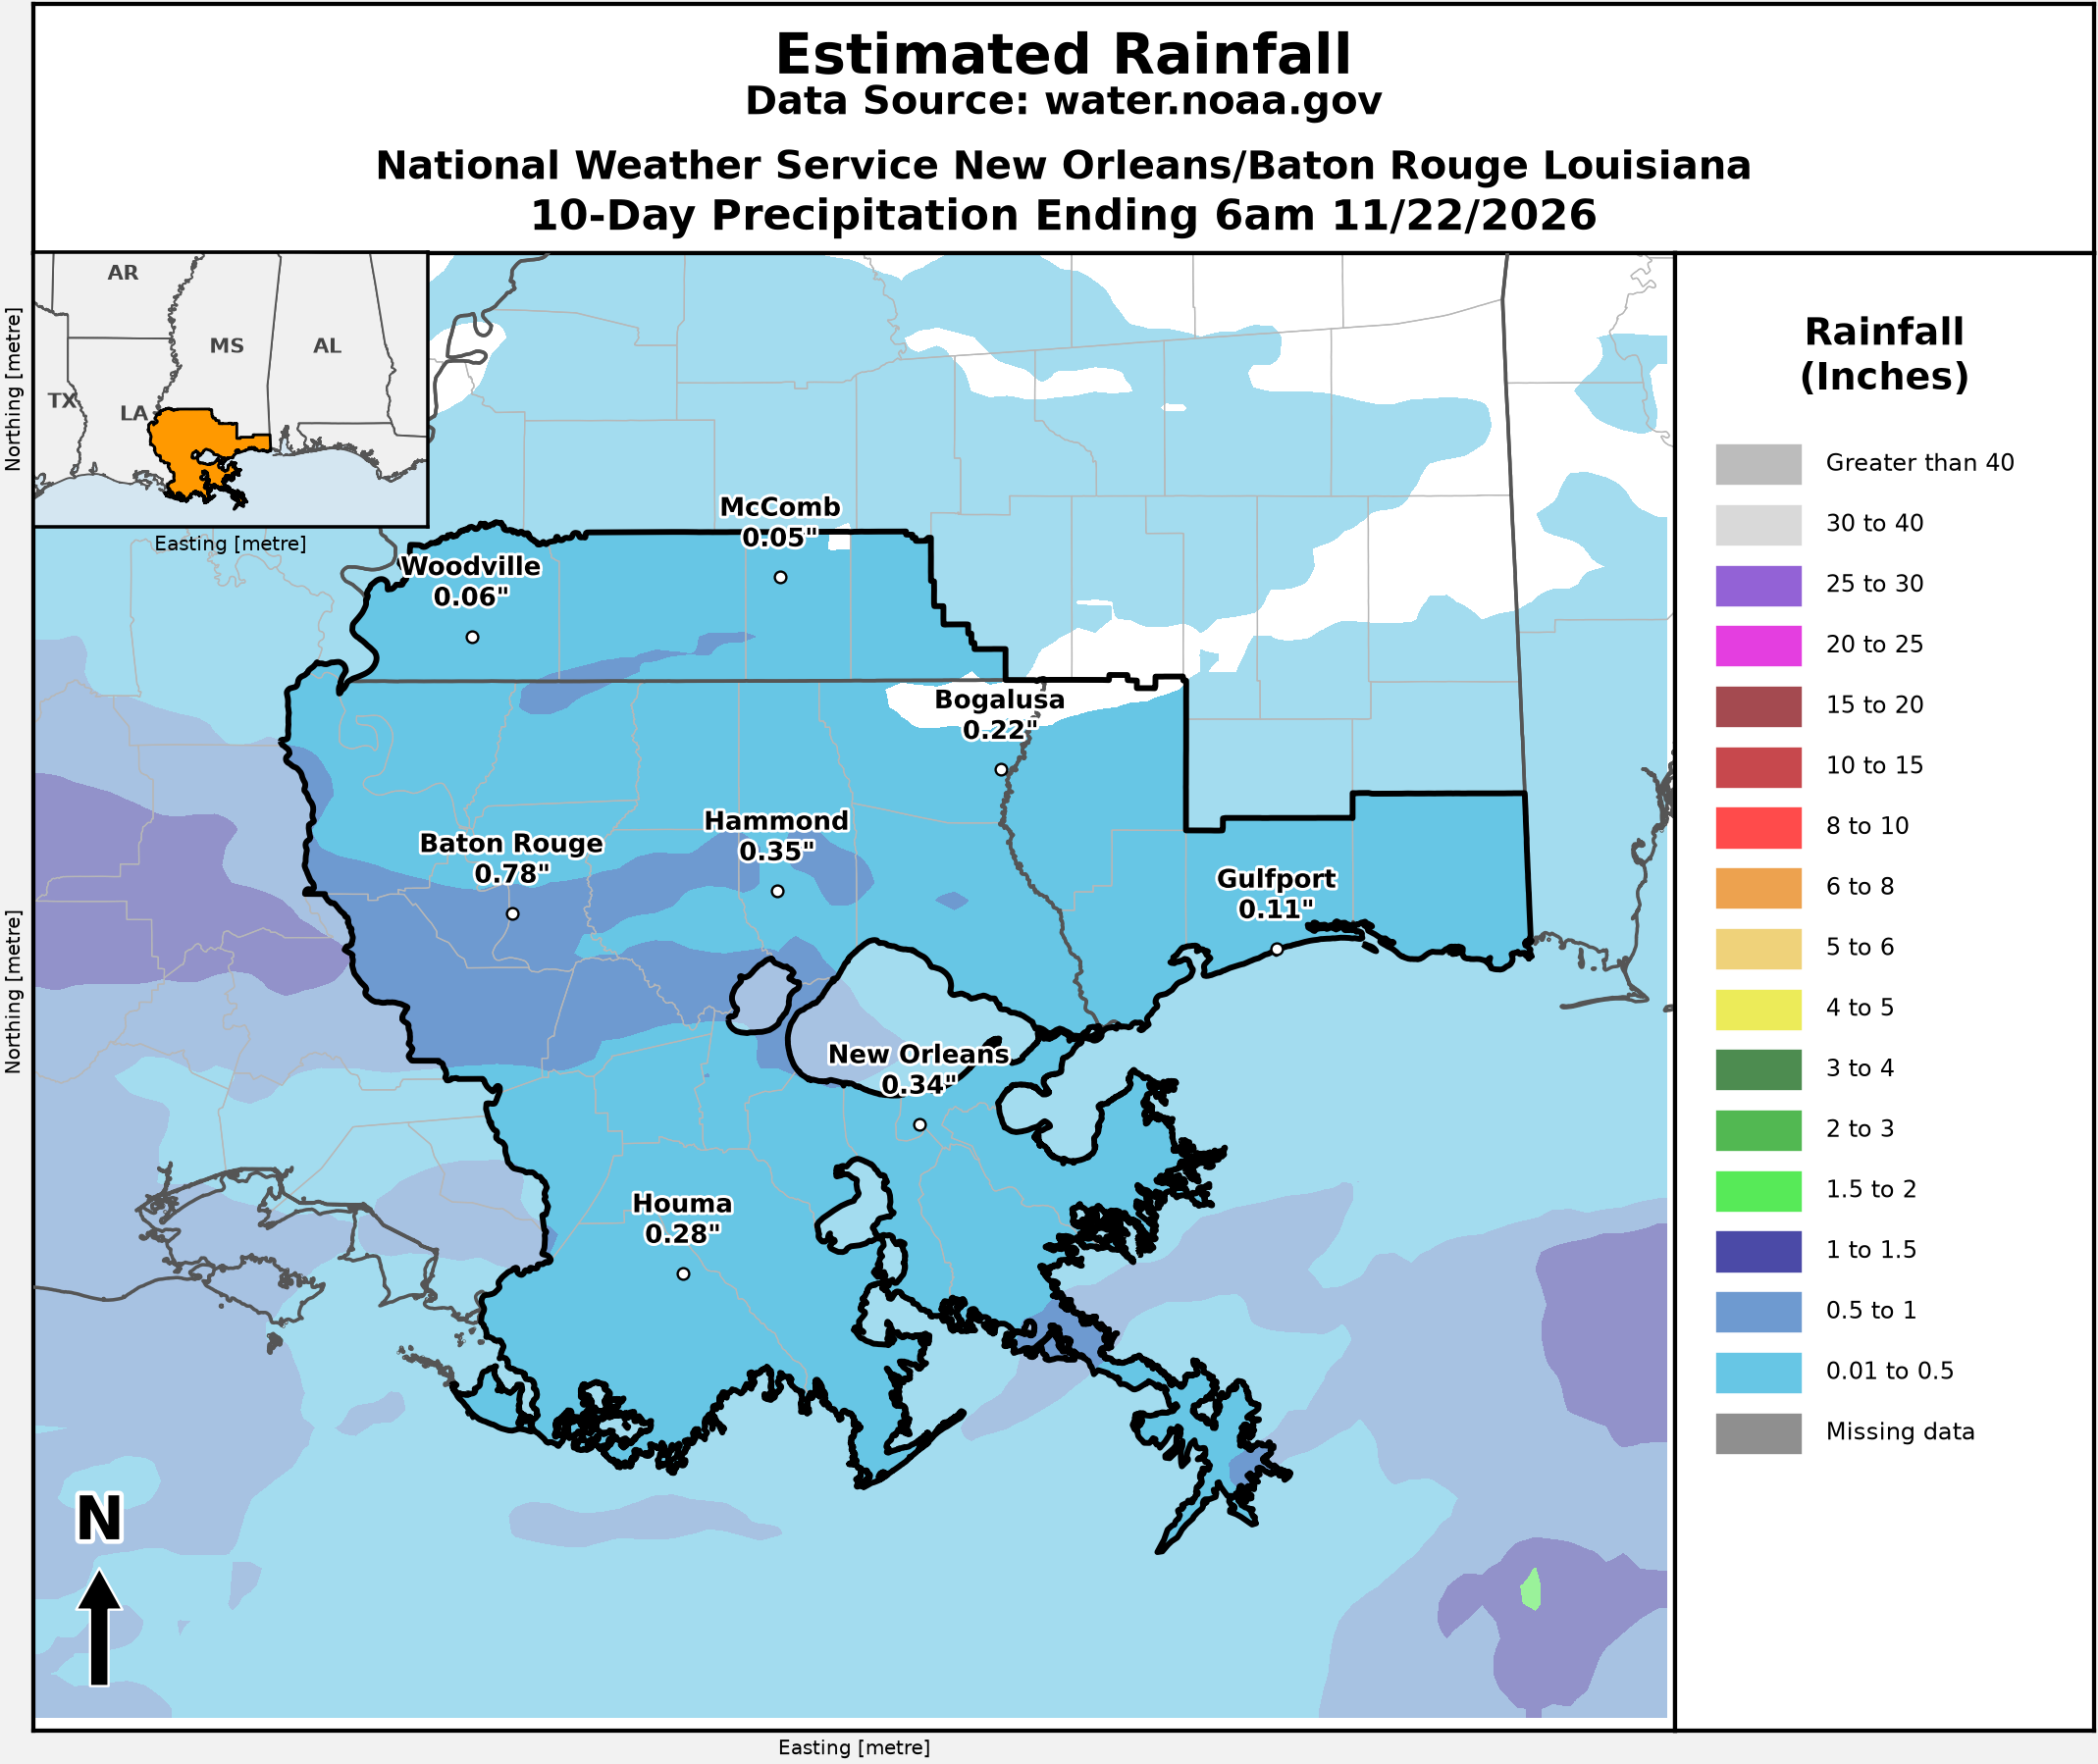 Estimated Rainfall
Data Source: water.noaa.gov
National Weather Service New Orleans/Baton Rouge Louisiana
10-Day Precipitation Ending 6am 11/22/2026
AR
MS
AL
TX
LA
Northing [metre]
Easting [metre]
McComb
0.05"
Woodville
0.06"
Bogalusa
0.22"
Hammond
0.35"
Baton Rouge
0.78"
Gulfport
0.11"
New Orleans
0.34"
Houma
0.28"
N
Northing [metre]
Easting [metre]
Rainfall
(Inches)
Greater than 40
30 to 40
25 to 30
20 to 25
15 to 20
10 to 15
8 to 10
6 to 8
5 to 6
4 to 5
3 to 4
2 to 3
1.5 to 2
1 to 1.5
0.5 to 1
0.01 to 0.5
Missing data